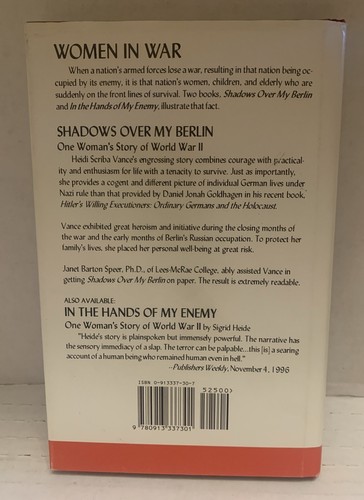 WOMEN IN WAR
When a nation's armed forces lose a war, resulting in that nation being oc-
cupied by its enemy, it is that nation's women, children, and elderly who are
suddenly on the front lines of survival. Two books, Shadows Over My Berlin
and In the Hands of My Enemy, illustrate that fact.
SHADOWS OVER MY BERLIN
One Woman's Story of World War II
Heidi Scriba Vance's engrossing story combines courage with practical-
ity and enthusiasm for life with a tenacity to survive. Just as importantly,
she provides a cogent and different picture of individual German lives under
Nazi rule than that provided by Daniel Jonah Goldhagen in his recent book,
Hitler's Willing Executioners: Ordinary Germans and the Holocaust.
Vance exhibited great heroism and initiative during the closing months of
the war and the early months of Berlin's Russian occupation. To protect her
family's lives, she placed her personal well-being at great risk.
Janet Barton Speer, Ph.D., of Lees-McRae College, ably assisted Vance in
getting Shadows Over My Berlin on paper. The result is extremely readable.
ALSO AVAILABLE:
IN THE HANDS OF MY ENEMY
One Woman's Story of World War II by Sigrid Heide
"Heide's story is plainspoken but immensely powerful. The narrative has
the sensory immediacy of a slap. The terror can be palpable...this [is] a searing
account of a human being who remained human even in hell."
--Publishers Weekly, November 4, 1996
ISBN 0-913337-30-7
52500>
9 780913 337301